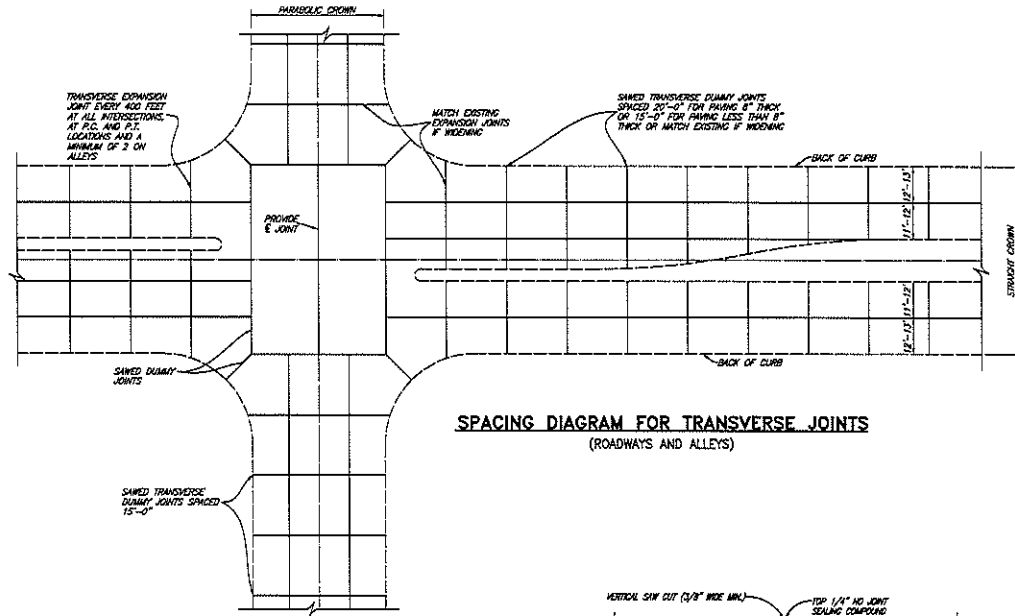 PARABOLIC CROWN
TRANSVERSE EXPANSION
JOINT EVERY 400 FEET
AT ALL INTERSECTIONS,
AT P.C. AND P.T.
LOCATIONS AND A
MINIMUM OF 2 ON
ALLEYS
MATCH EXISTING
EXPANSION JOINTS
IF WIDENING
SAWED TRANSVERSE DUMMY JOINTS
SPACED 20'-0" FOR PAVING 8" THICK
OR 15'-0" FOR PAVING LESS THAN 8"
THICK OR MATCH EXISTING IF WIDENING
BACK OF CURB
12'-13'
11'-12'
PROVIDE
℄ JOINT
STRAIGHT CROWN
11'-12'
12'-13'
BACK OF CURB
SAWED DUMMY
JOINTS
SPACING DIAGRAM FOR TRANSVERSE JOINTS
(ROADWAYS AND ALLEYS)
SAWED TRANSVERSE
DUMMY JOINTS SPACED
15'-0"
VERTICAL SAW CUT (3/8" WIDE MIN.)
TOP 1/4" NO JOINT
SEALING COMPOUND